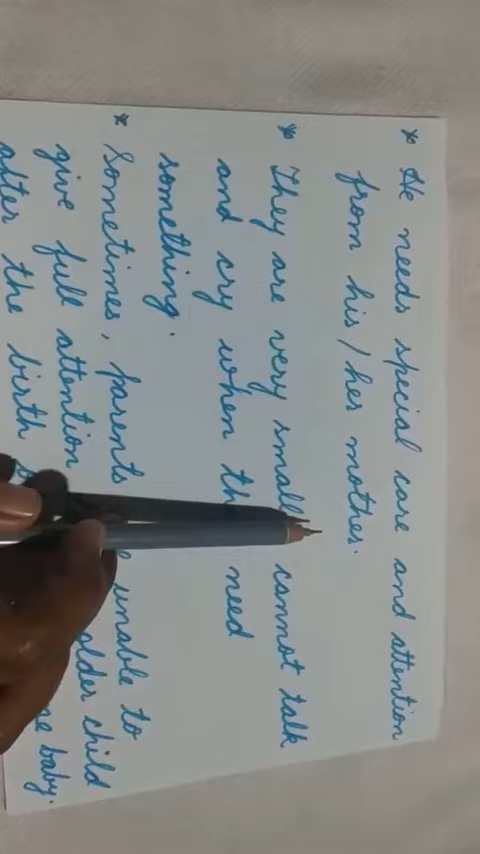 * He needs special care and attention
from his / her mother.
* They are very small cannot talk
and cry when need
something.
* Sometimes, parents unable to
give full attention older child
after the birth baby.